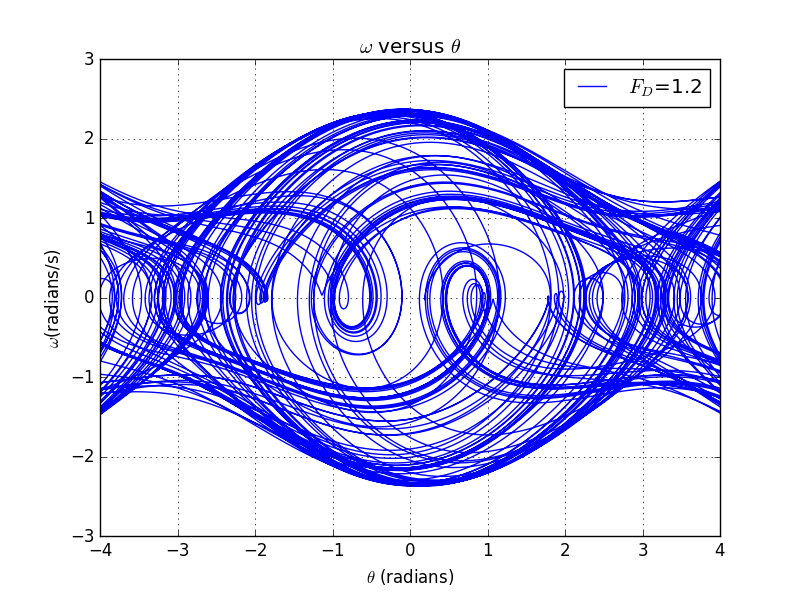 ω versus θ
F_D=1.2
3
2
1
0
−1
−2
−3
ω(radians/s)
−4 −3 −2 −1 0 1 2 3 4
θ (radians)